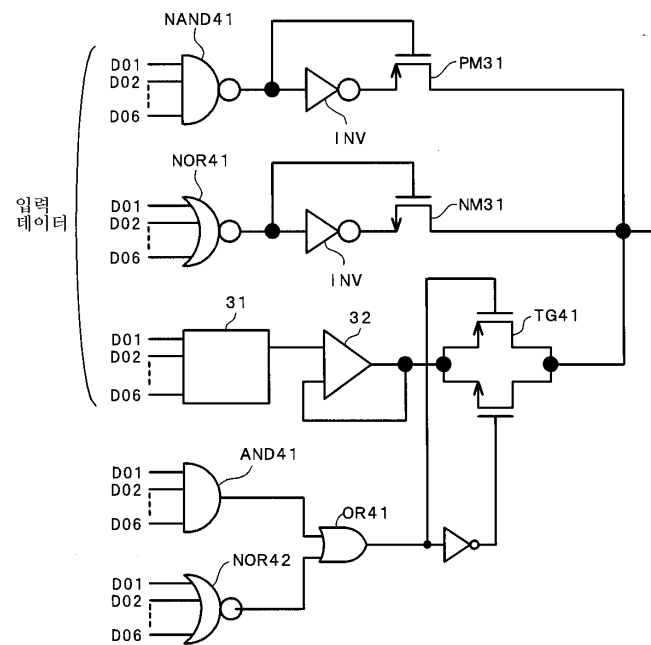 NAND41
D01
D02
D06
PM31
INV
NOR41
D01
D02
D06
NM31
INV
입력
데이터
31
32
TG41
D01
D02
D06
AND41
D01
D02
D06
OR41
NOR42
D01
D02
D06